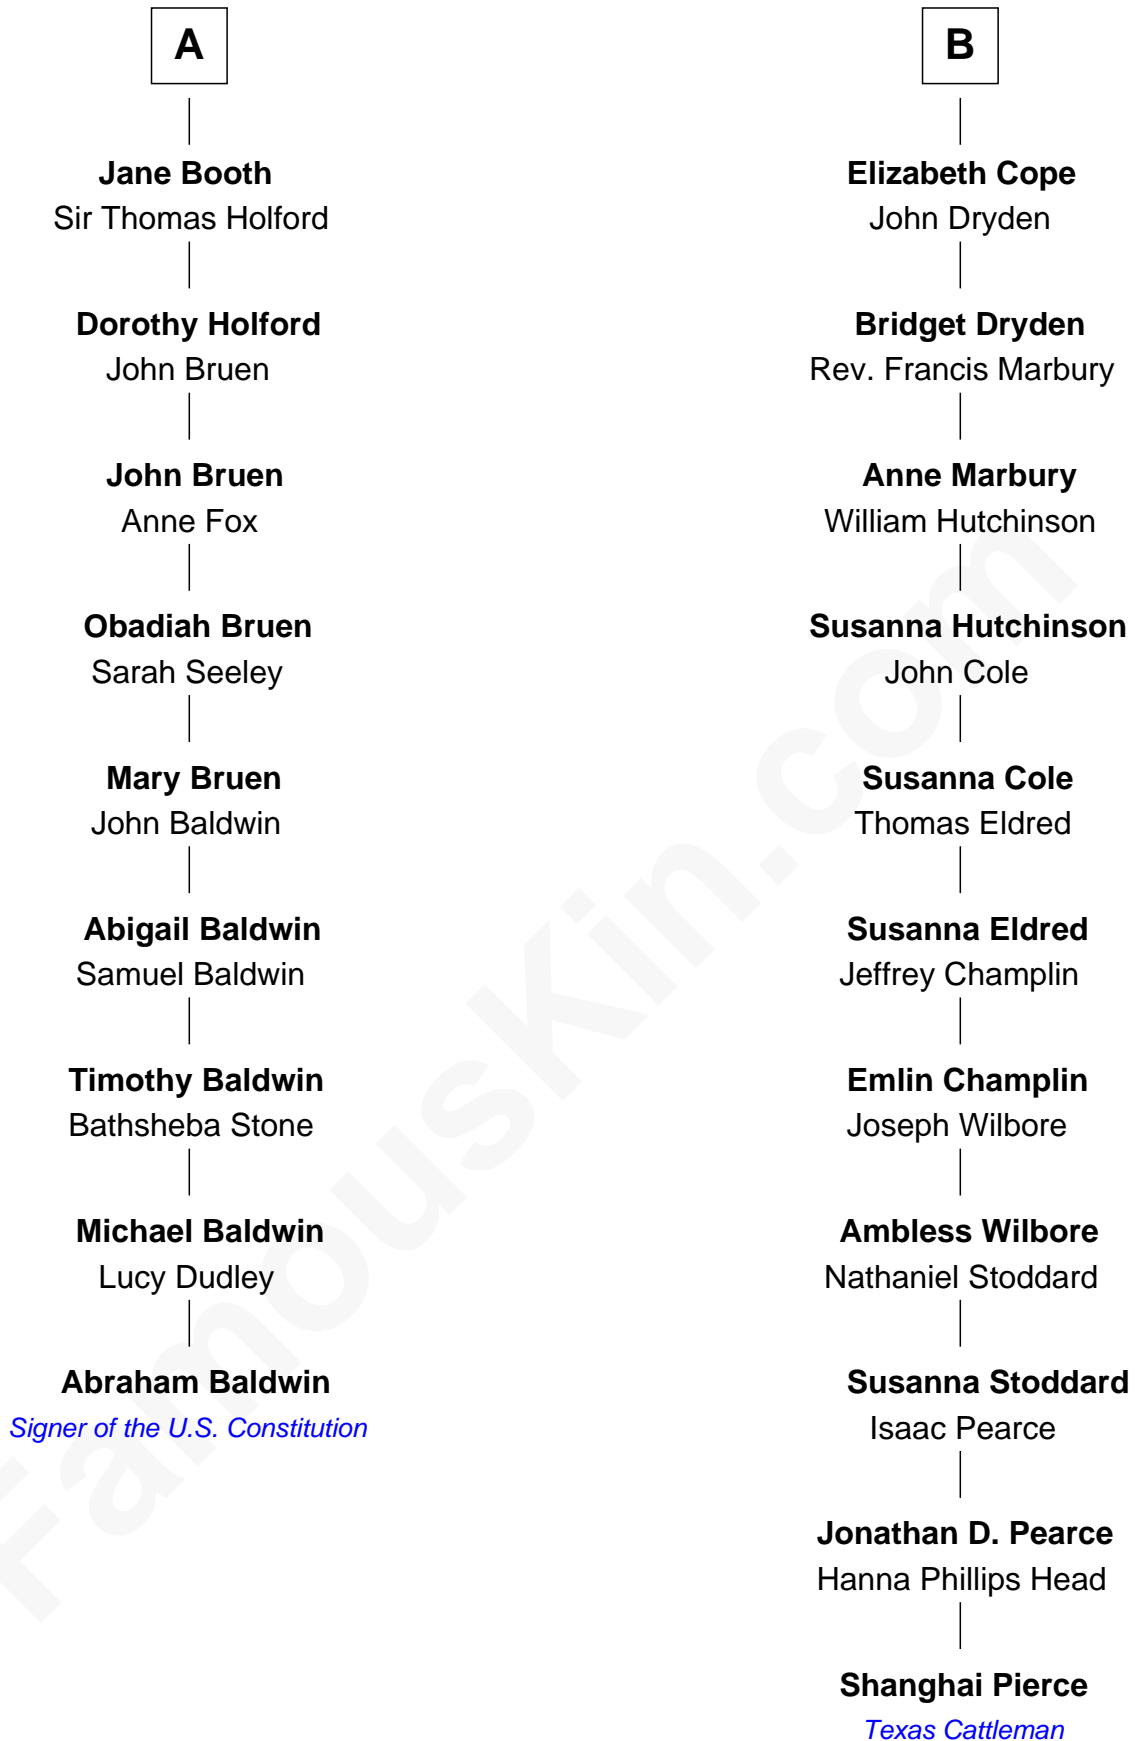 A
Jane Booth
Sir Thomas Holford
Dorothy Holford
John Bruen
John Bruen
Anne Fox
Obadiah Bruen
Sarah Seeley
Mary Bruen
John Baldwin
Abigail Baldwin
Samuel Baldwin
Timothy Baldwin
Bathsheba Stone
Michael Baldwin
Lucy Dudley
Abraham Baldwin
Signer of the U.S. Constitution
B
Elizabeth Cope
John Dryden
Bridget Dryden
Rev. Francis Marbury
Anne Marbury
William Hutchinson
Susanna Hutchinson
John Cole
Susanna Cole
Thomas Eldred
Susanna Eldred
Jeffrey Champlin
Emlin Champlin
Joseph Wilbore
Ambless Wilbore
Nathaniel Stoddard
Susanna Stoddard
Isaac Pearce
Jonathan D. Pearce
Hanna Phillips Head
Shanghai Pierce
Texas Cattleman
FamousKin.com